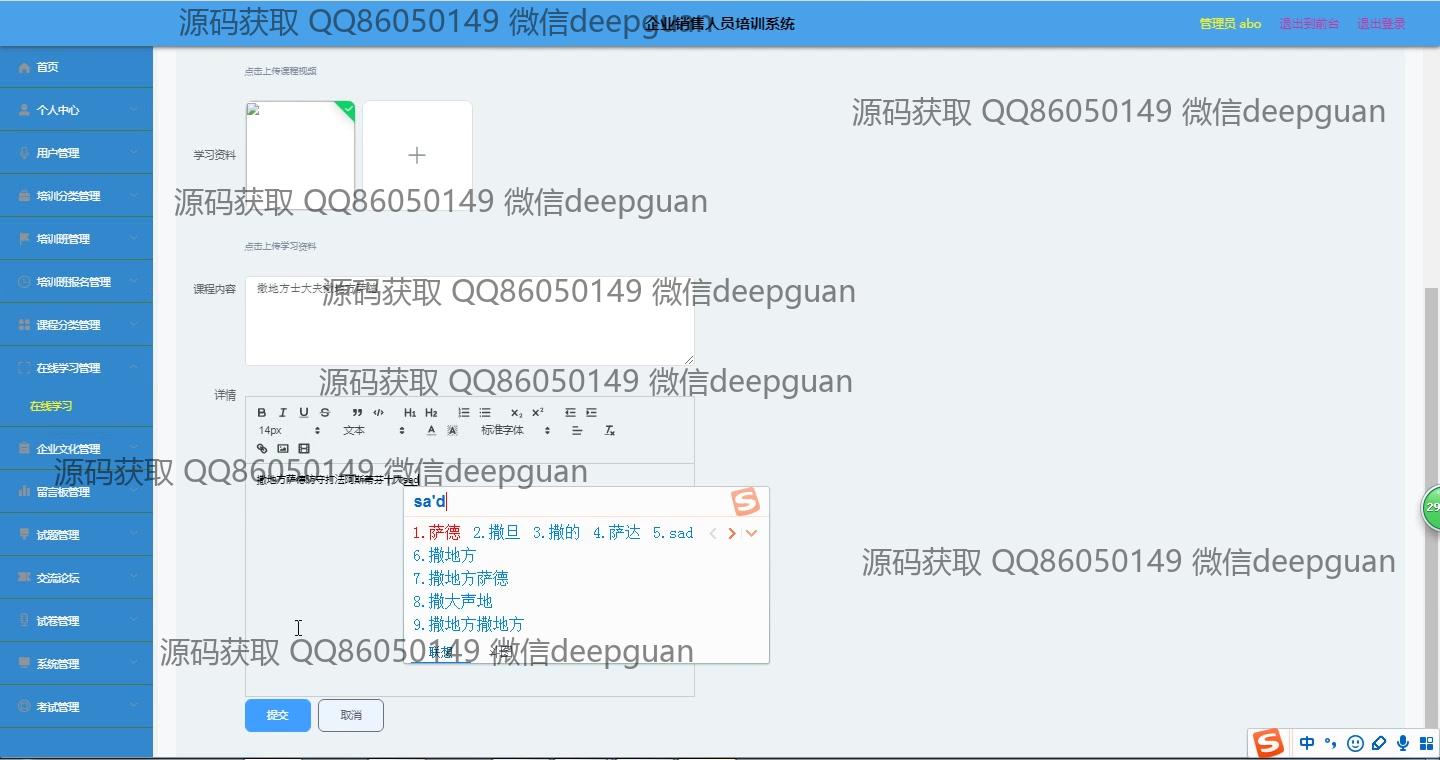 源码获取 QQ86050149 微信deepguan
企业销售人员培训系统
管理员 abo
退出到前台
退出登录
首页
个人中心
用户管理
培训分类管理
培训班管理
培训班报名管理
课程分类管理
在线学习管理
在线学习
企业文化管理
留言板管理
试题管理
交流论坛
试卷管理
系统管理
考试管理
点击上传课程视频
源码获取 QQ86050149 微信deepguan
学习资料
源码获取 QQ86050149 微信deepguan
点击上传学习资料
课程内容
撒地方士大夫
源码获取 QQ86050149 微信deepguan
源码获取 QQ86050149 微信deepguan
详情
B I U S ” </> H1 H2 X2 X2
14px 文本 A A 标准字体 Tx
源码获取 QQ86050149 微信deepguan
sa'd
1.萨德 2.撒旦 3.撒的 4.萨达 5.sad
6.撒地方
7.撒地方萨德
8.撒大声地
9.撒地方撒地方
联想
源码获取 QQ86050149 微信deepguan
源码获取 QQ86050149 微信deepguan
提交
取消
29
S 中